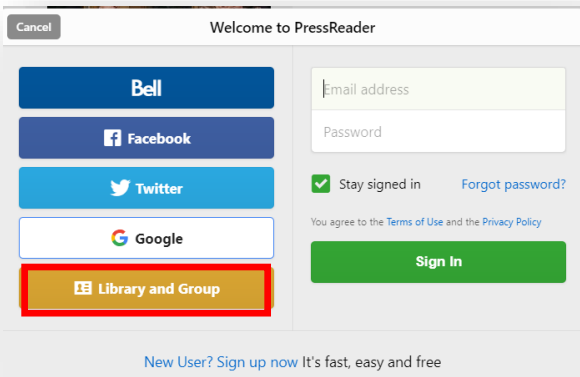 Cancel
Welcome to PressReader
Bell
Facebook
Twitter
Google
Library and Group
Email address
Password
Stay signed in
Forgot password?
You agree to the Terms of Use and the Privacy Policy
Sign In
New User? Sign up now It's fast, easy and free